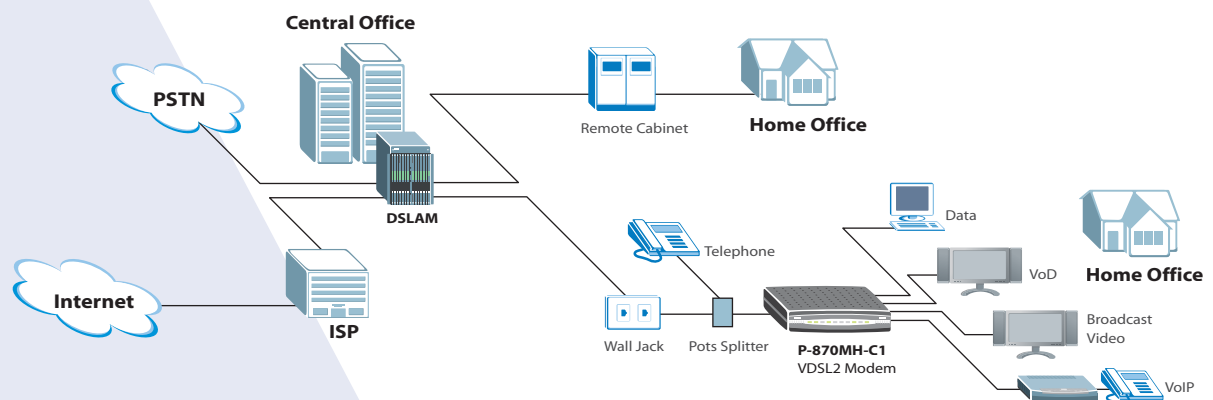 Central Office
PSTN
Remote Cabinet
Home Office
DSLAM
Data
Telephone
VoD
Home Office
Internet
ISP
Wall Jack
Pots Splitter
P-870MH-C1
VDSL2 Modem
Broadcast
Video
VoIP